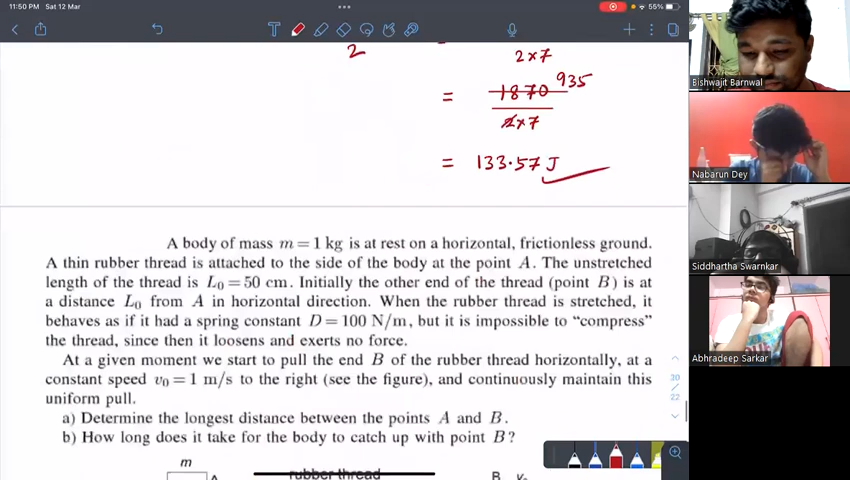 11:50 PM Sat 12 Mar
55%
2
=
2 × 7
= 1870 935
2 × 7
= 133.57 J
A body of mass m = 1 kg is at rest on a horizontal, frictionless ground.
A thin rubber thread is attached to the side of the body at the point A. The unstretched
length of the thread is L₀ = 50 cm. Initially the other end of the thread (point B) is at
a distance L₀ from A in horizontal direction. When the rubber thread is stretched, it
behaves as if it had a spring constant D = 100 N/m, but it is impossible to “compress”
the thread, since then it loosens and exerts no force.
At a given moment we start to pull the end B of the rubber thread horizontally, at a
constant speed v₀ = 1 m/s to the right (see the figure), and continuously maintain this
uniform pull.
a) Determine the longest distance between the points A and B.
b) How long does it take for the body to catch up with point B?
m
A rubber thread B v₀
30
/
22
Bishwajit Barnwal
Nabarun Dey
Siddhartha Swarnkar
Abhradeep Sarkar